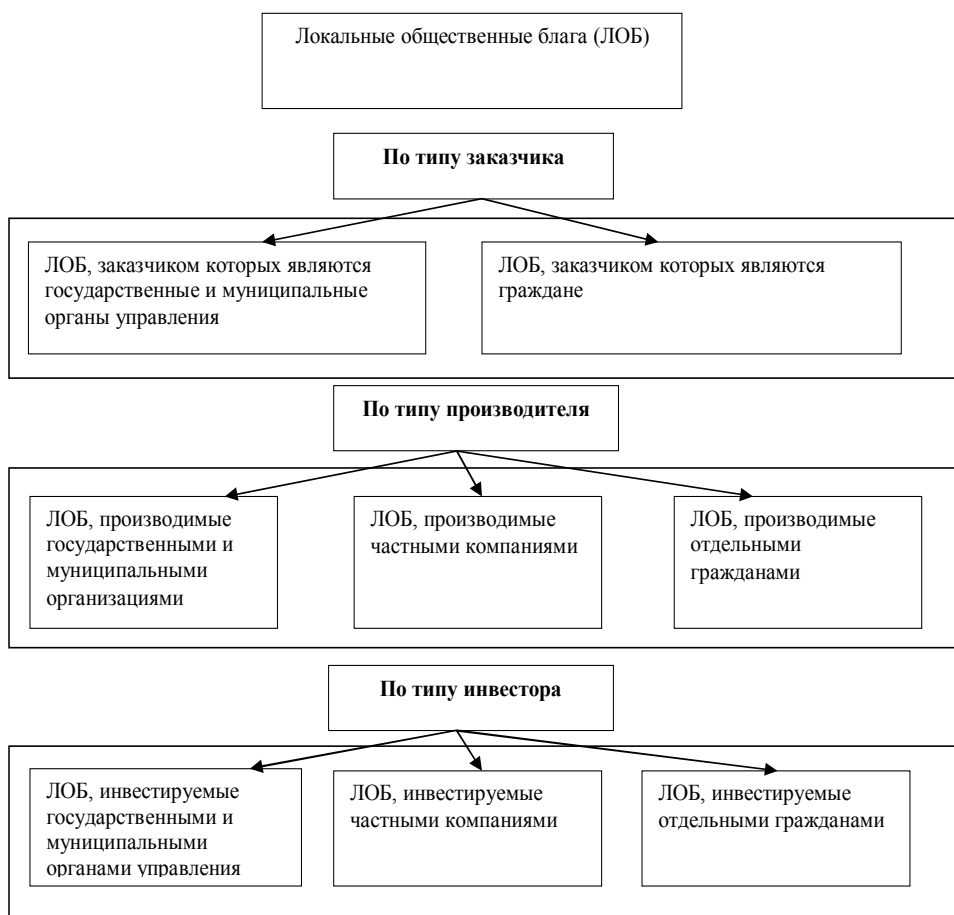 Локальные общественные блага (ЛОБ)
По типу заказчика
ЛОБ, заказчиком которых являются
государственные и муниципальные
органы управления
ЛОБ, заказчиком которых являются
граждане
По типу производителя
ЛОБ, производимые
государственными и
муниципальными
организациями
ЛОБ, производимые
частными компаниями
ЛОБ, производимые
отдельными
гражданами
По типу инвестора
ЛОБ, инвестируемые
государственными и
муниципальными
органами управления
ЛОБ, инвестируемые
частными компаниями
ЛОБ, инвестируемые
отдельными гражданами